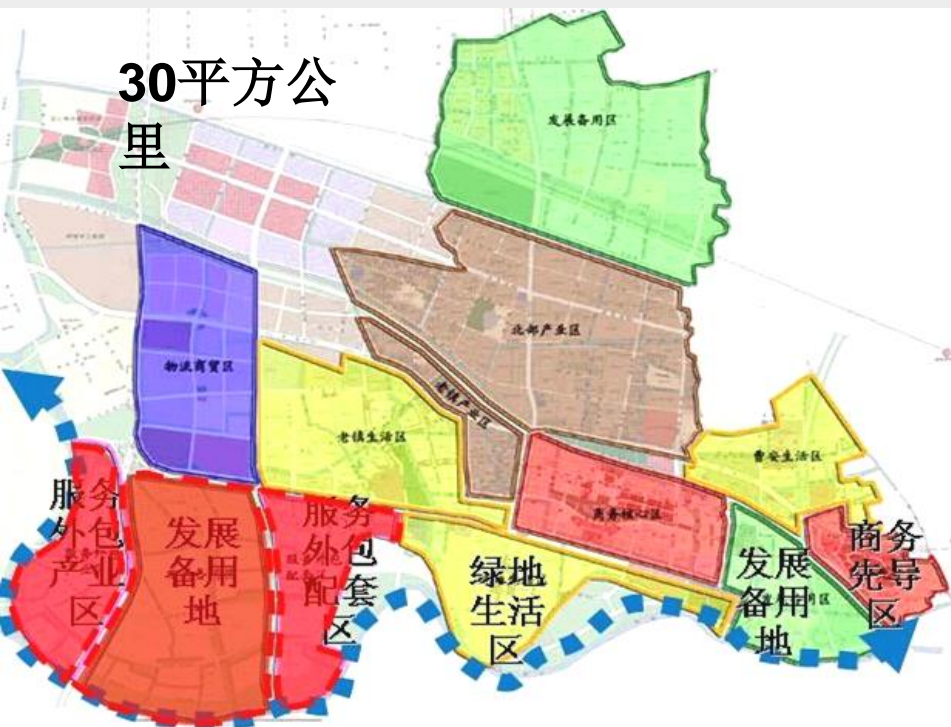 30平方公
里
发展备用区
北部产业区
物流商贸区
老镇产业区
老镇生活区
曹安生活区
商务核心区
服务
外包
产业
区
发展
备用
地
服务
外包
配套
区
绿地
生活
区
发展
备用
地
商务
先导
区